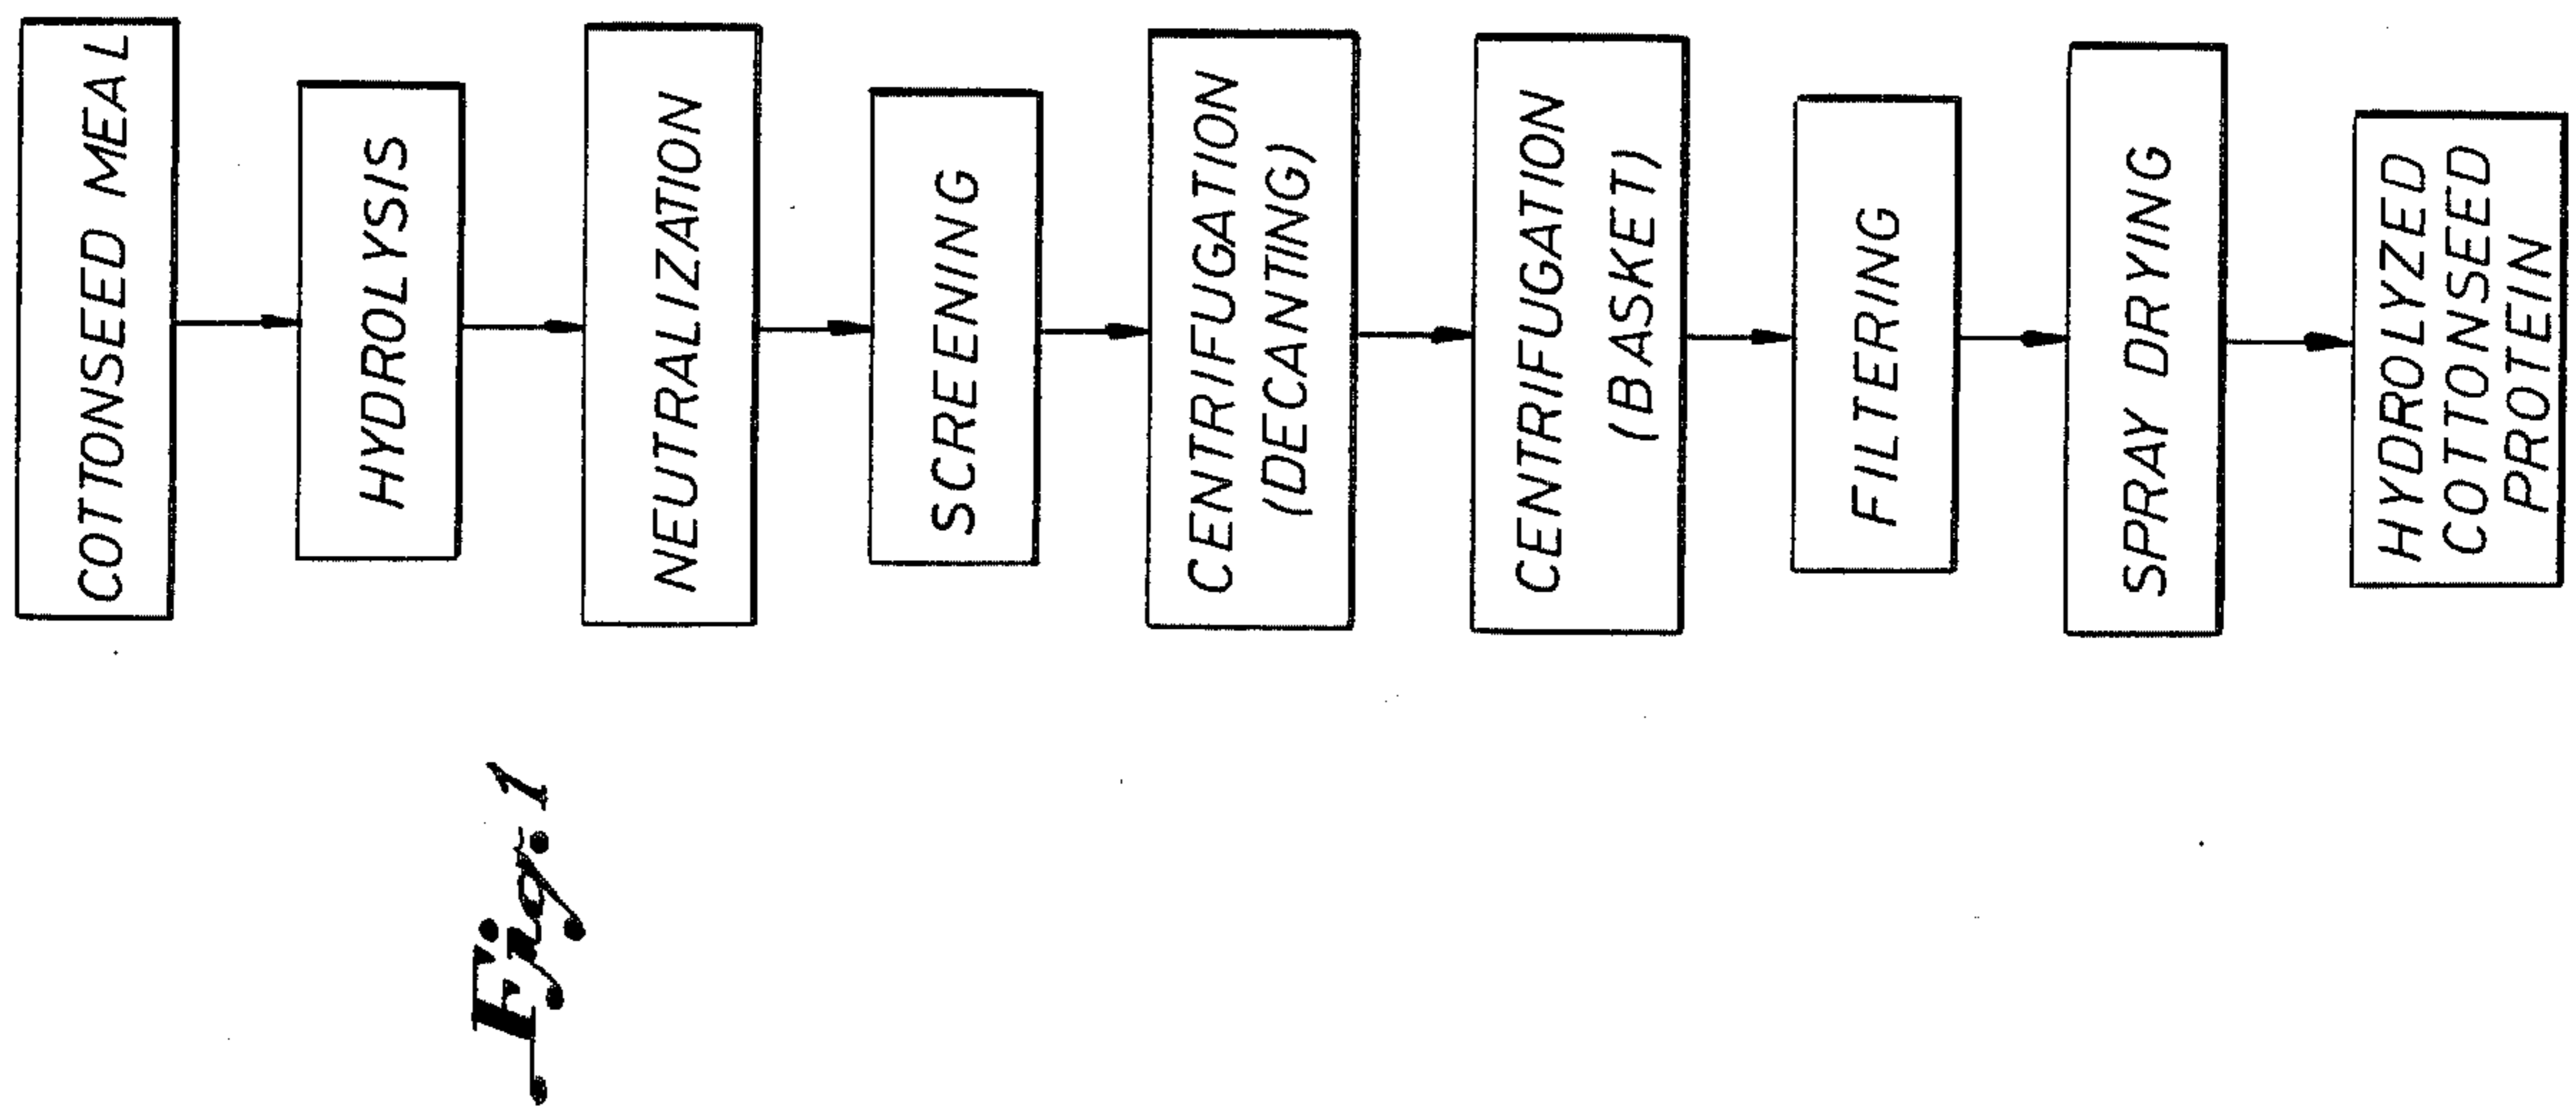 COTTONSEED MEAL
HYDROLYSIS
NEUTRALIZATION
SCREENING
CENTRIFUGATION
(DECANTING)
CENTRIFUGATION
(BASKET)
FILTERING
SPRAY DRYING
HYDROLYZED
COTTONSEED
PROTEIN
Fig. 1